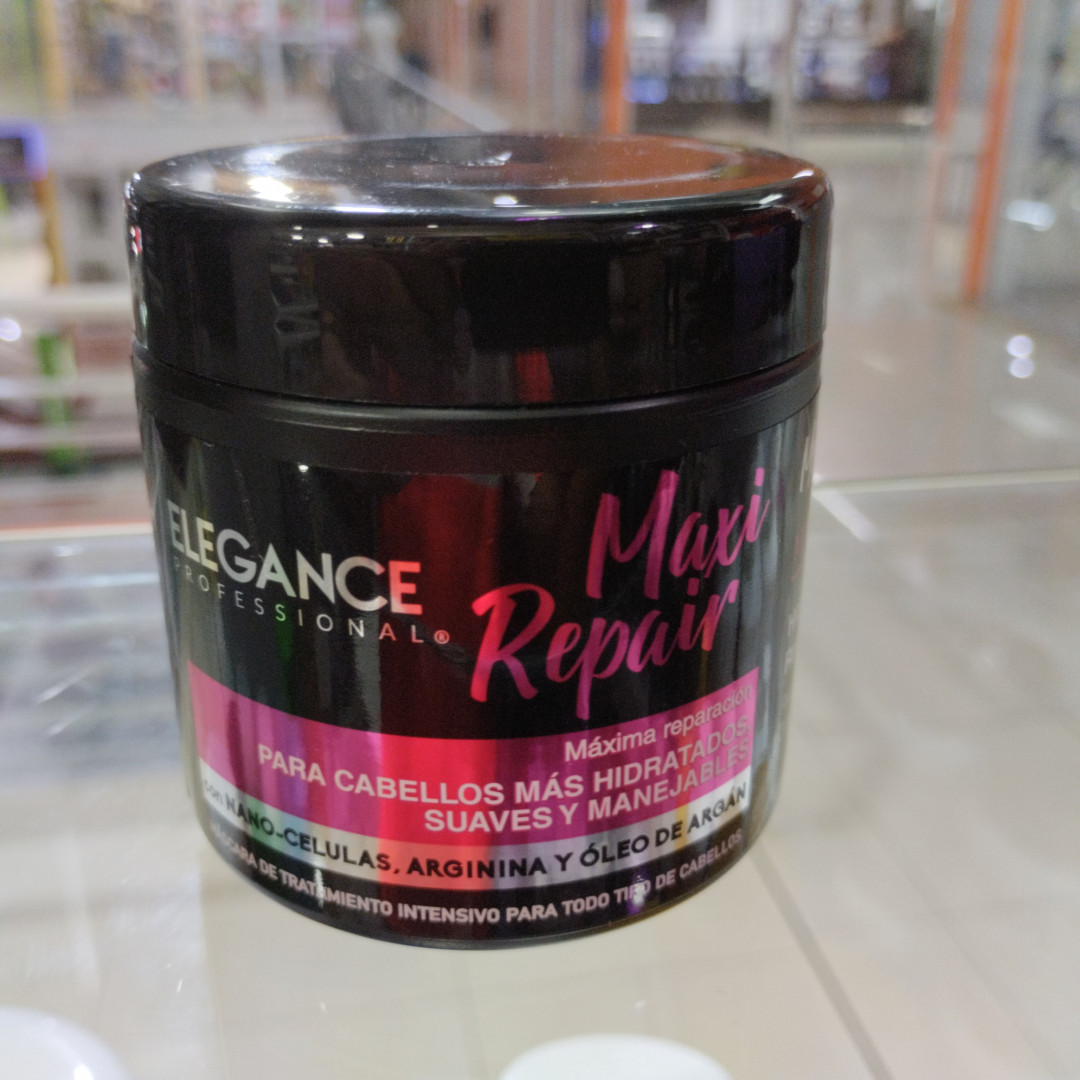 ELEGANCE
PROFESSIONAL®
Maxi
Repair
Máxima reparación
PARA CABELLOS MÁS HIDRATADOS
SUAVES Y MANEJABLES
con NANO-CELULAS, ARGININA Y ÓLEO DE ARGÁN
DE TRATAMIENTO INTENSIVO PARA TODO TIPO DE CABELLOS